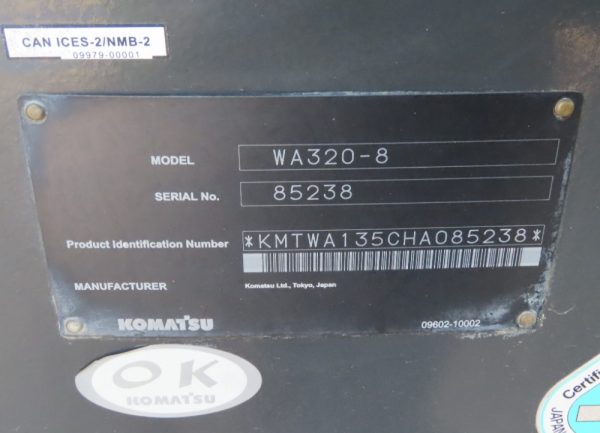 CAN ICES-2/NMB-2
09979-00001
MODEL WA320-8
SERIAL No. 85238
Product Identification Number *KMTWA135CHA085238*
MANUFACTURER Komatsu Ltd., Tokyo, Japan
KOMATSU 09602-10002
OK
KOMATSU
JAPAN